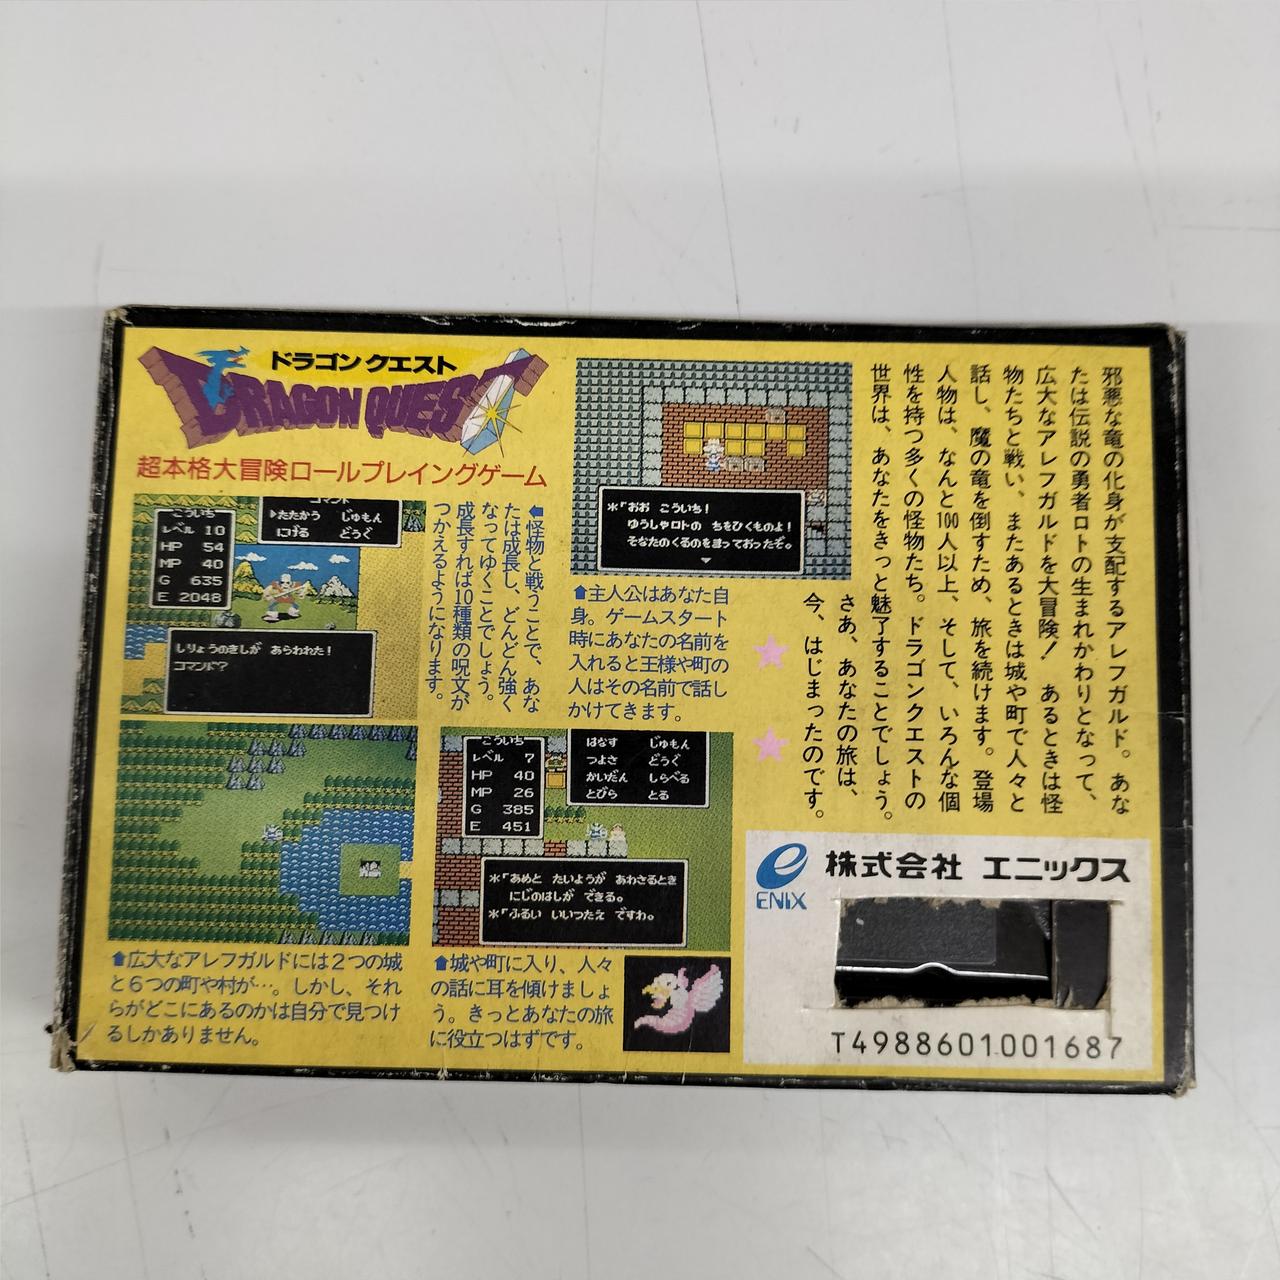 ドラゴンクエスト
DRAGON QUEST
超本格大冒険ロールプレイングゲーム
こういち
レベル 10
HP 54
MP 40
G 635
E 2048
コマンド
たたかう じゅもん
にげる どうぐ
しりょうのきしが あらわれた!
コマンド?
⬅怪物と戦うことで、あな
たは成長し、どんどん強く
なってゆくことでしょう。
成長すれば10種類の呪文が
つかえるようになります。
*「おお こういち!
ゆうしゃロトの ちをひくものよ!
そなたのくるのを まっておったぞ。
⬆主人公はあなた自
身。ゲームスタート
時にあなたの名前を
入れると王様や町の
人はその名前で話し
かけてきます。
邪悪な竜の化身が支配するアレフガルド。あな
たは伝説の勇者ロトの生まれかわりとなって、
広大なアレフガルドを大冒険! あるときは怪
物たちと戦い、またあるときは城や町で人々と
話し、魔の竜を倒すため、旅を続けます。登場
人物は、なんと100人以上、そして、いろんな個
性を持つ多くの怪物たち。ドラゴンクエストの
世界は、あなたをきっと魅了することでしょう。
さあ、あなたの旅は、
今、はじまったのです。
⬆広大なアレフガルドには2つの城
と6つの町や村が…。しかし、それ
らがどこにあるのかは自分で見つけ
るしかありません。
こういち
レベル 7
HP 40
MP 26
G 385
E 451
はなす じゅもん
つよさ どうぐ
かいだん しらべる
とびら とる
*「あめと たいようが あわさるとき
にじのはしが できる。
*「ふるい いいつたえ ですわ。
⬆城や町に入り、人々
の話に耳を傾けましょ
う。きっとあなたの旅
に役立つはずです。
ENIX
株式会社 エニックス
T4988601001687